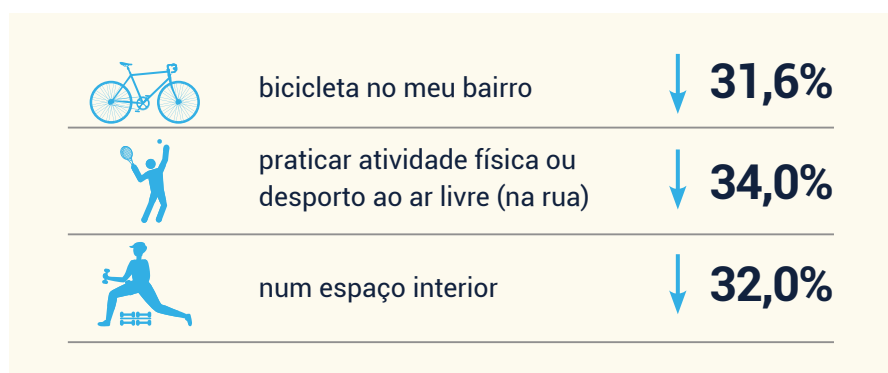 bicicleta no meu bairro
31,6%
praticar atividade física ou
desporto ao ar livre (na rua)
34,0%
num espaço interior
32,0%